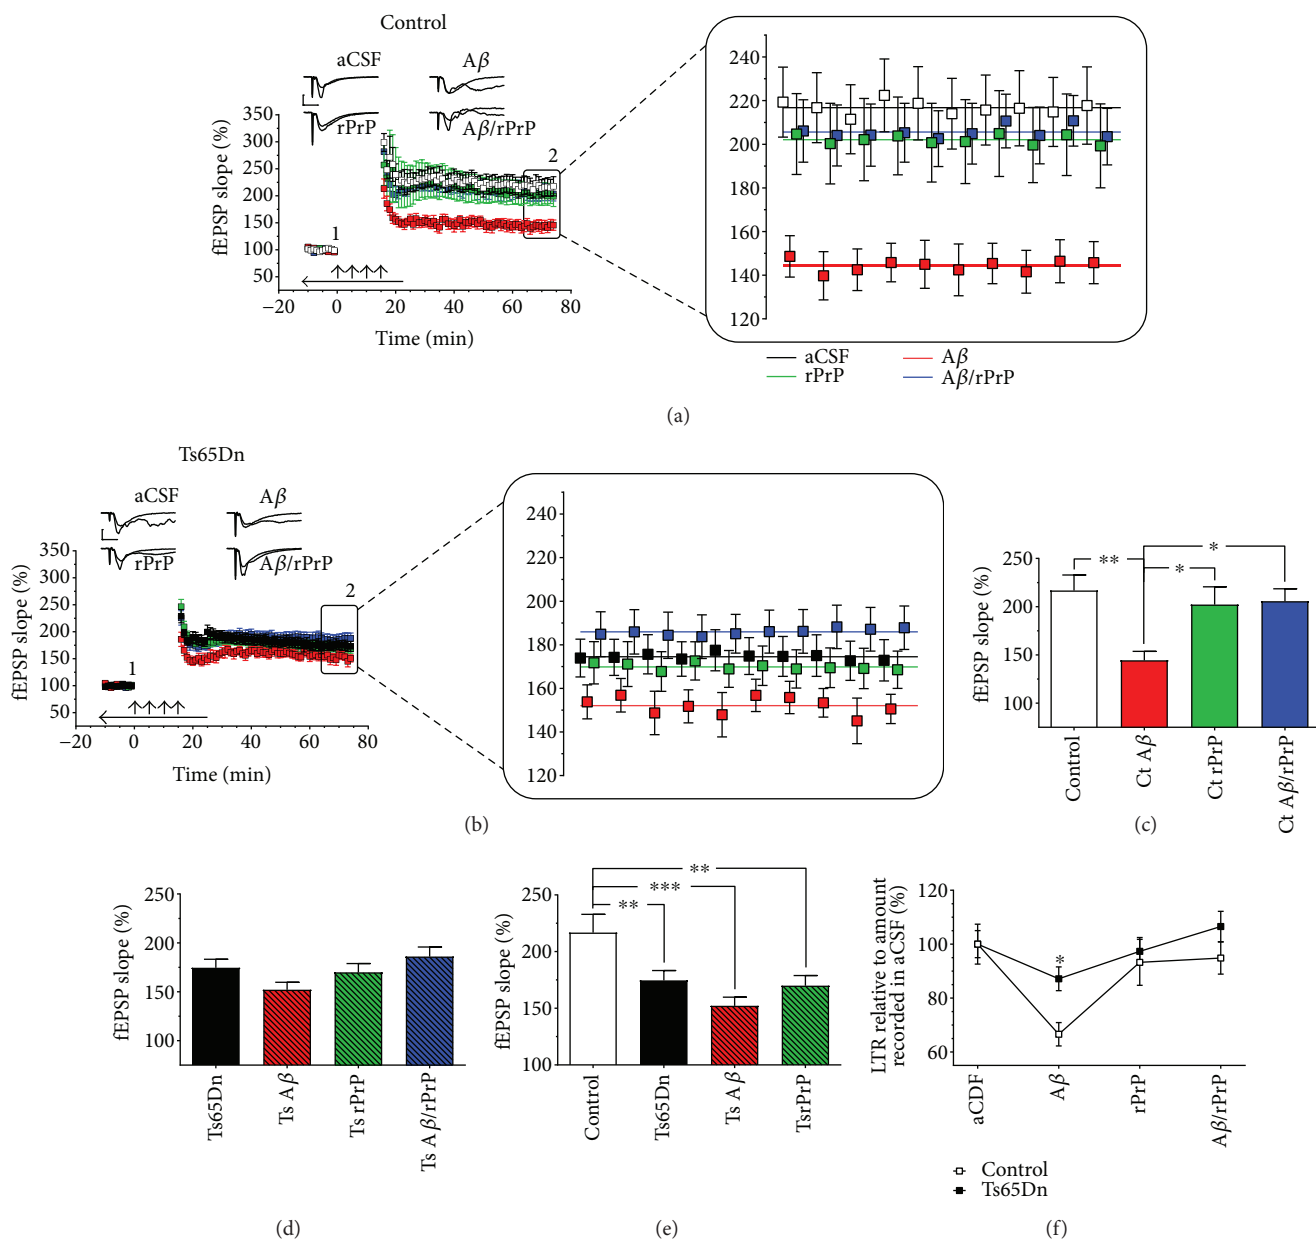 Control
aCSF
Aβ
rPrP
Aβ/rPrP
350
300
250
200
150
100
50
fEPSP slope (%)
1
2
−20 0 20 40 60 80
Time (min)
240
220
200
180
160
140
120
aCSF
Aβ
rPrP
Aβ/rPrP
(a)
Ts65Dn
aCSF
Aβ
rPrP
Aβ/rPrP
350
300
250
200
150
100
50
fEPSP slope (%)
1
2
−20 0 20 40 60 80
Time (min)
240
220
200
180
160
140
120
(b)
250
200
150
100
fEPSP slope (%)
**
*
*
Control
Ct Aβ
Ct rPrP
Ct Aβ/rPrP
(c)
250
200
150
100
fEPSP slope (%)
Ts65Dn
Ts Aβ
Ts rPrP
Ts Aβ/rPrP
(d)
250
200
150
100
fEPSP slope (%)
**
***
**
Control
Ts65Dn
Ts Aβ
TsrPrP
(e)
120
100
80
60
LTR relative to amount
recorded in aCSF (%)
*
aCDF
Aβ
rPrP
Aβ/rPrP
Control
Ts65Dn
(f)